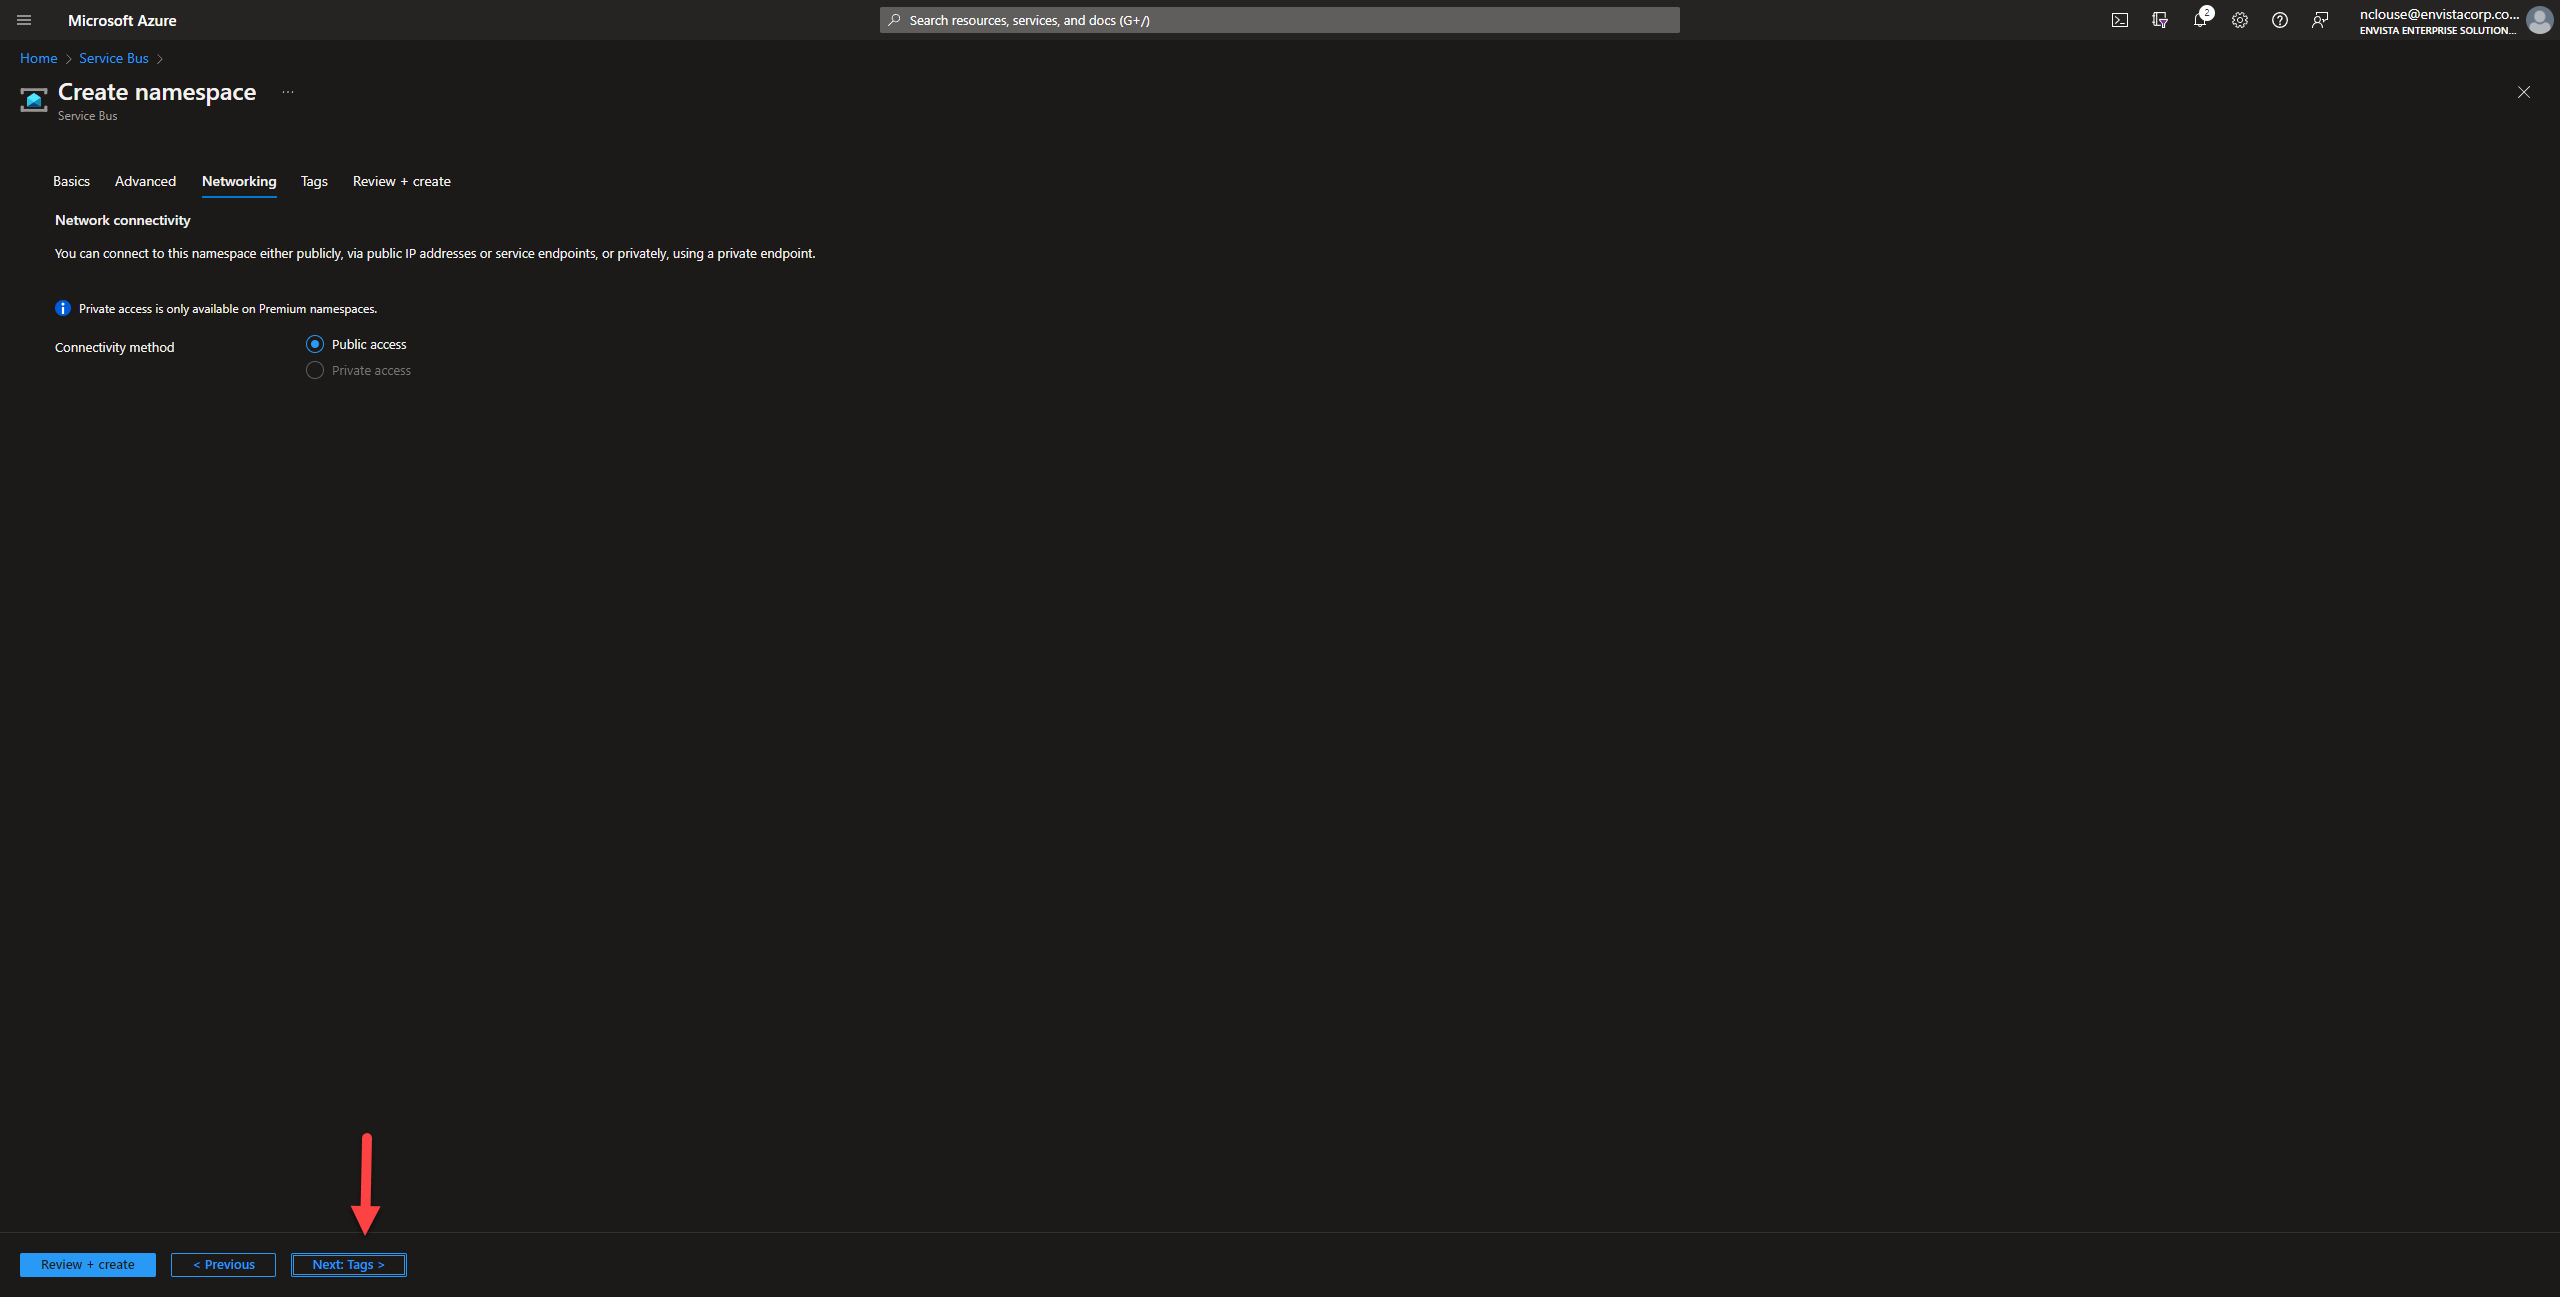 Microsoft Azure
Search resources, services, and docs (G+/)
2
nclouse@envistacorp.co...
ENVISTA ENTERPRISE SOLUTION...
Home > Service Bus >
Create namespace ...
Service Bus
Basics Advanced Networking Tags Review + create
Network connectivity
You can connect to this namespace either publicly, via public IP addresses or service endpoints, or privately, using a private endpoint.
Private access is only available on Premium namespaces.
Connectivity method
Public access
Private access
Review + create
< Previous
Next: Tags >